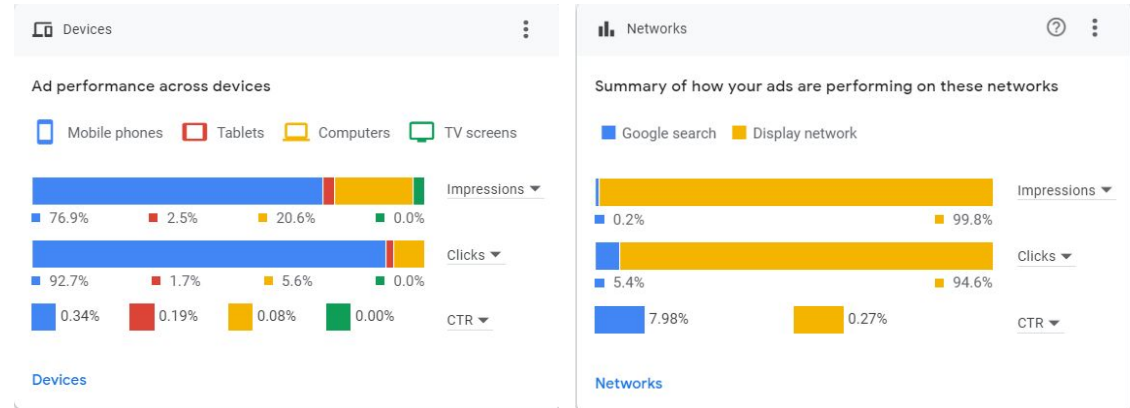 Devices
Ad performance across devices
Mobile phones Tablets Computers TV screens
Impressions
76.9% 2.5% 20.6% 0.0%
Clicks
92.7% 1.7% 5.6% 0.0%
0.34% 0.19% 0.08% 0.00% CTR
Devices
Networks
Summary of how your ads are performing on these networks
Google search Display network
Impressions
0.2% 99.8%
Clicks
5.4% 94.6%
7.98% 0.27% CTR
Networks